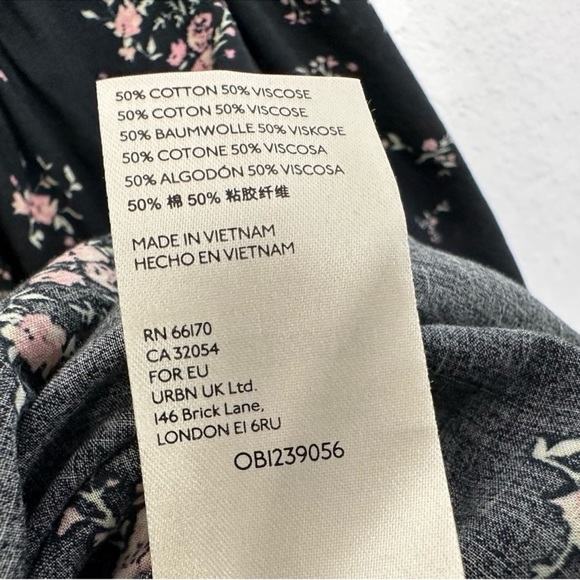 50% COTTON 50% VISCOSE
50% COTON 50% VISCOSE
50% BAUMWOLLE 50% VISKOSE
50% COTONE 50% VISCOSA
50% ALGODÓN 50% VISCOSA
50% 棉 50% 粘胶纤维
MADE IN VIETNAM
HECHO EN VIETNAM
RN 66170
CA 32054
FOR EU
URBN UK Ltd.
146 Brick Lane,
LONDON E1 6RU
OB1239056